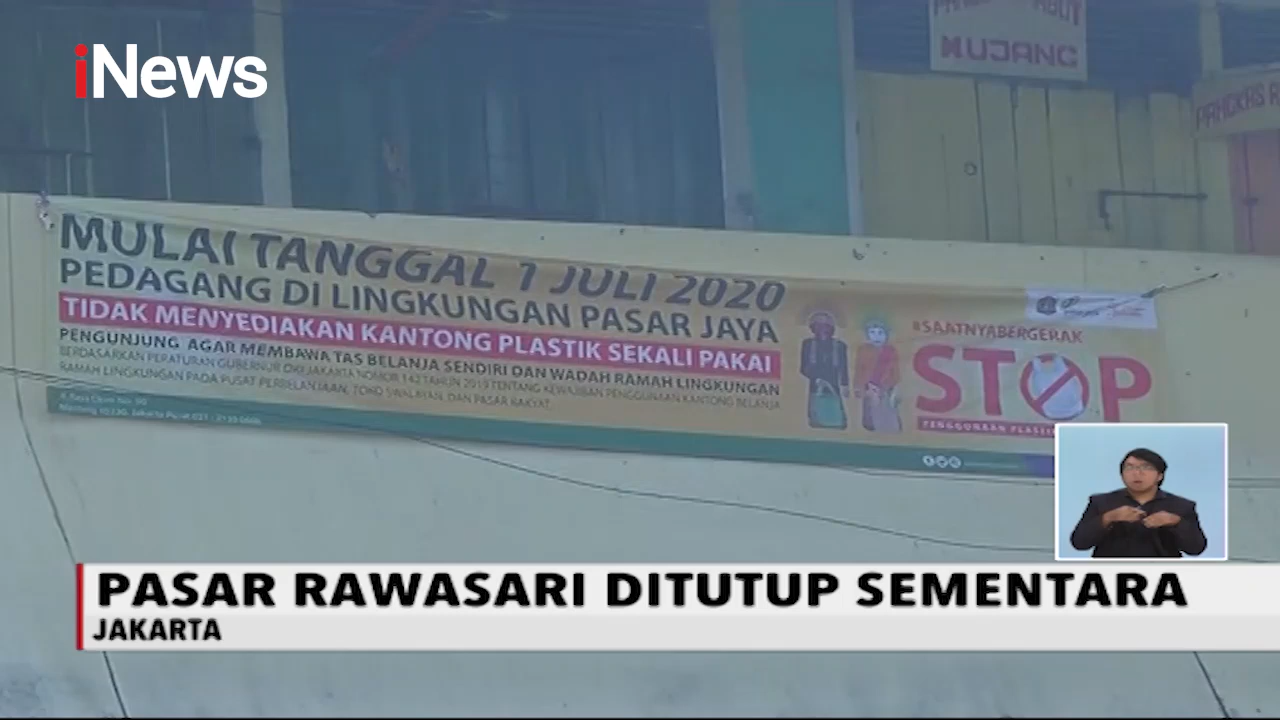 iNews
KUJANG
MULAI TANGGAL 1 JULI 2020
PEDAGANG DI LINGKUNGAN PASAR JAYA
TIDAK MENYEDIAKAN KANTONG PLASTIK SEKALI PAKAI
PENGUNJUNG AGAR MEMBAWA TAS BELANJA SENDIRI DAN WADAH RAMAH LINGKUNGAN
BERDASARKAN PERATURAN GUBERNUR DKI JAKARTA NOMOR 142 TAHUN 2019 TENTANG KEWAJIBAN PENGGUNAAN KANTONG BELANJA
RAMAH LINGKUNGAN PADA PUSAT PERBELANJAAN, TOKO SWALAYAN, DAN PASAR RAKYAT.
#SAATNYABERGERAK
STOP
PENGGUNAAN PLASTIK
PASAR RAWASARI DITUTUP SEMENTARA
JAKARTA